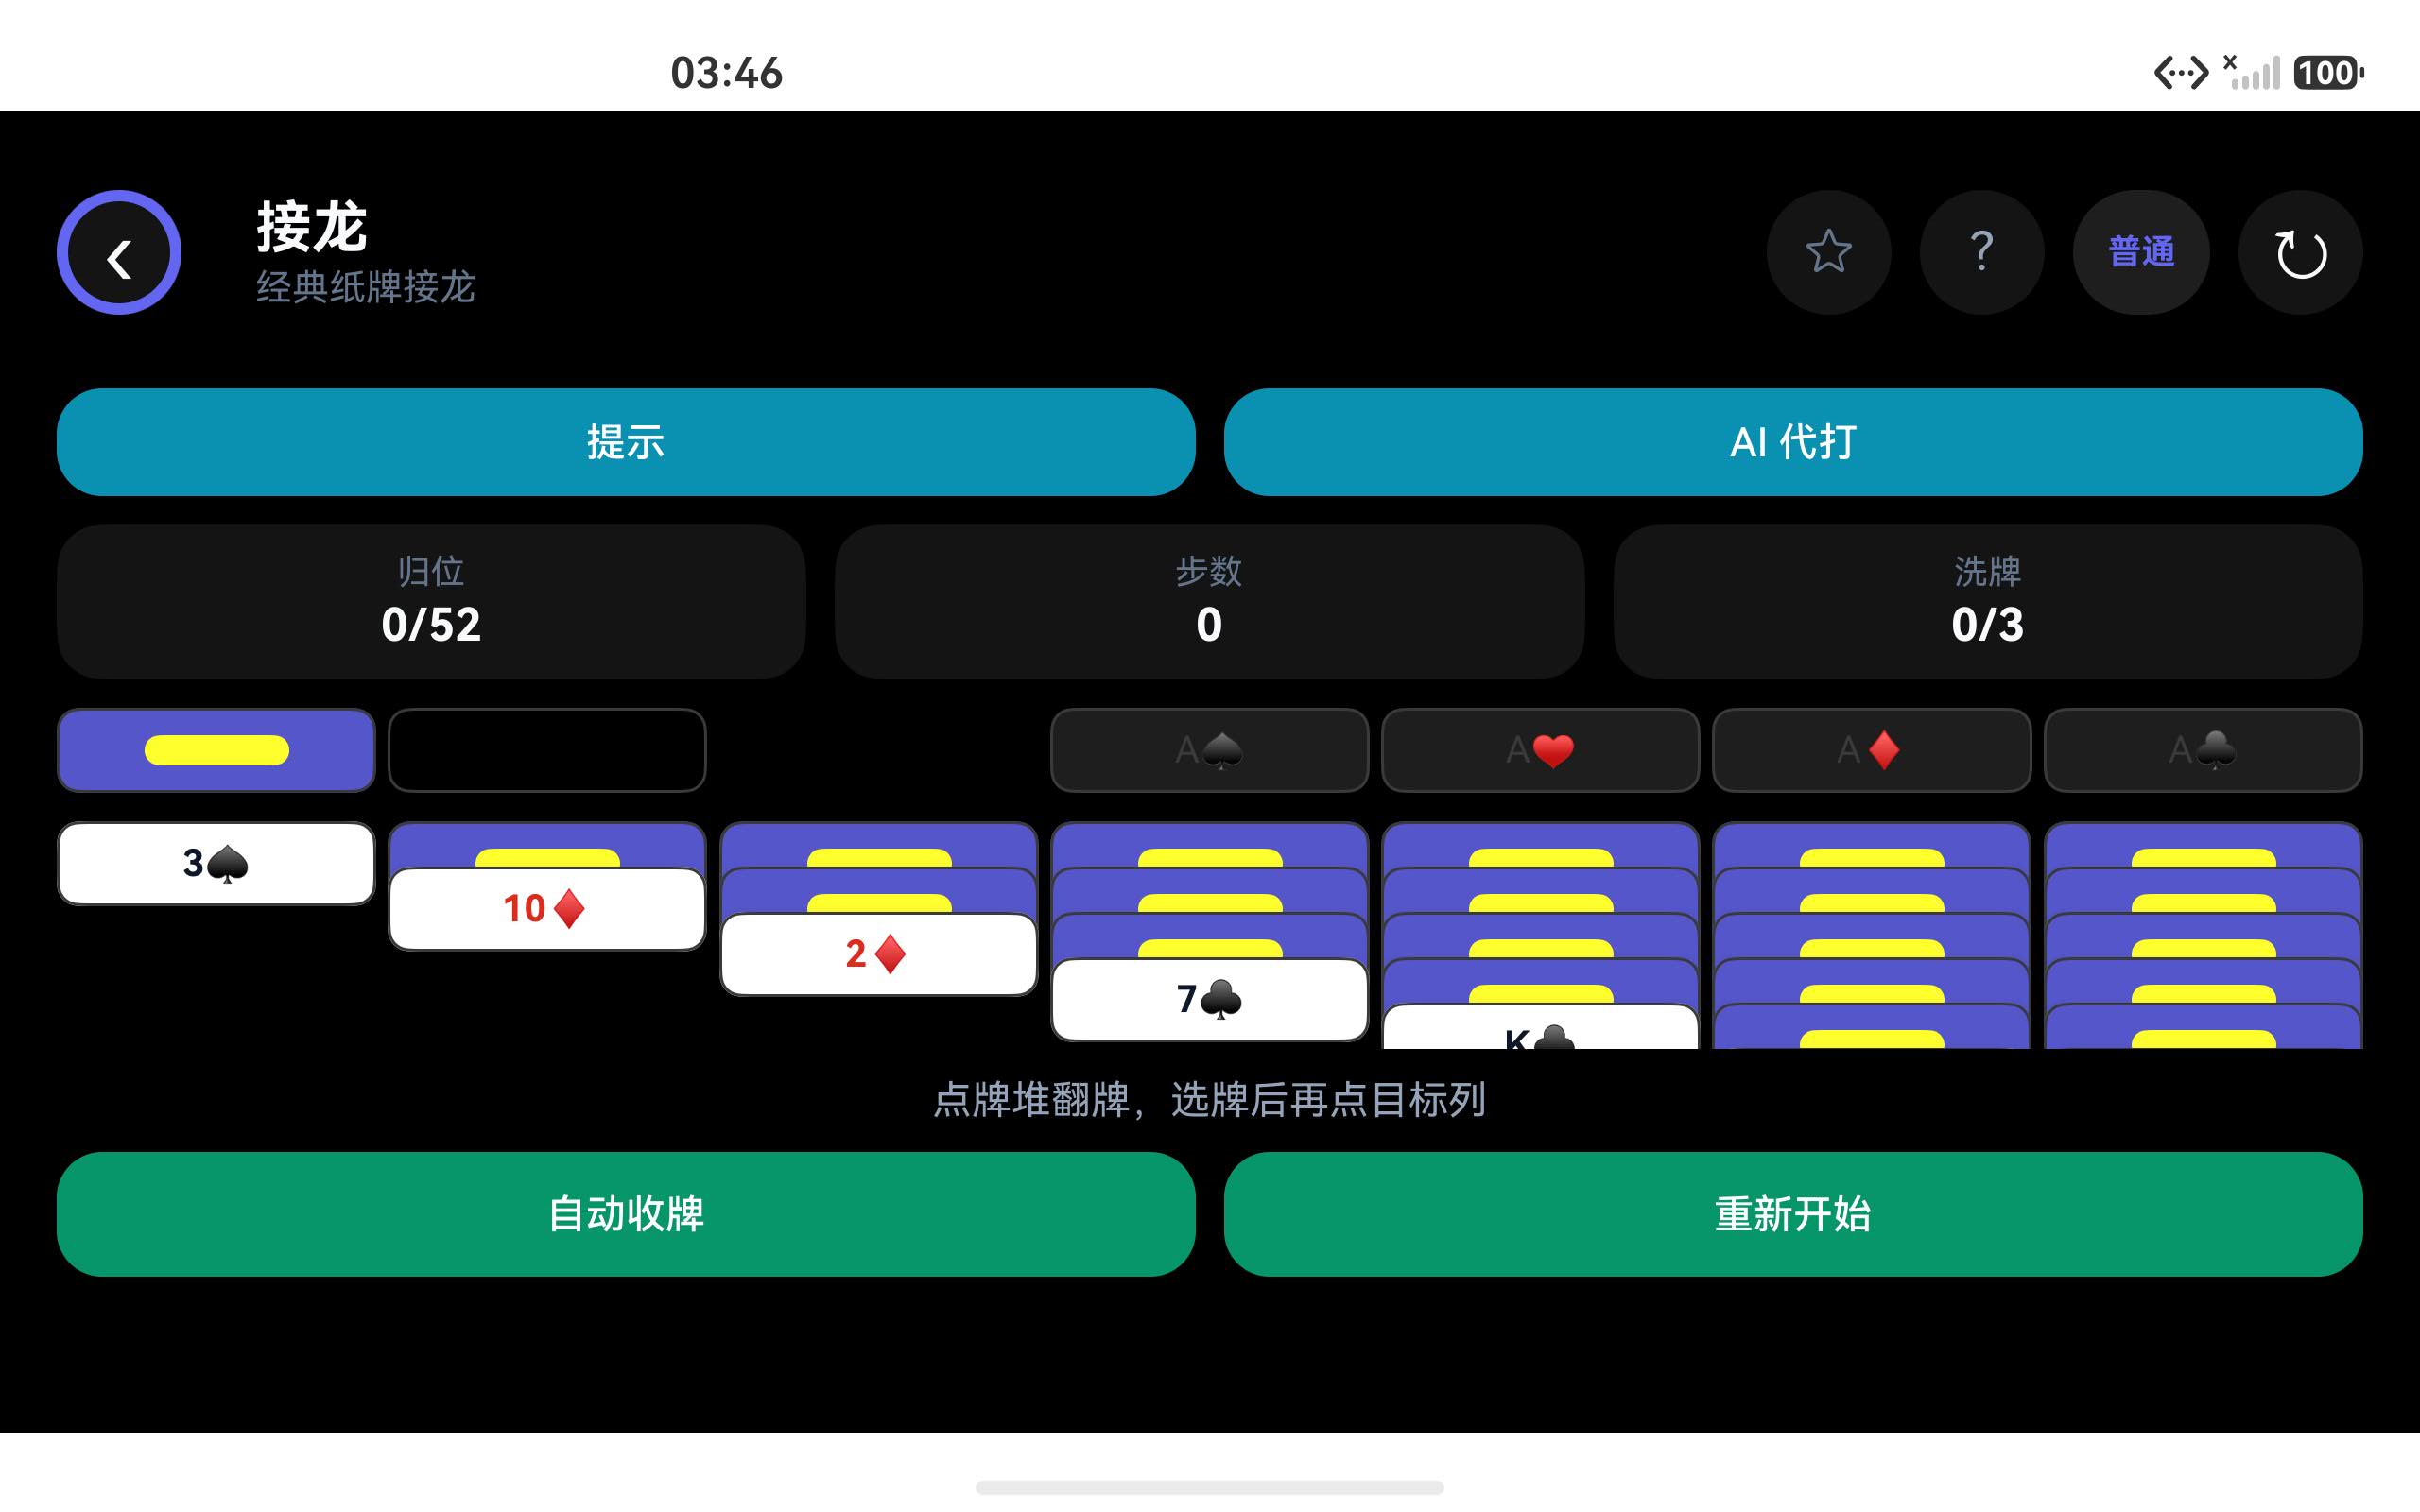 03:46
100
接龙
经典纸牌接龙
?
普通
提示
AI 代打
归位
0/52
步数
0
洗牌
0/3
A♠
A♥
A♦
A♣
3♠
10♦
2♦
7♣
K♣
点牌堆翻牌，选牌后再点目标列
自动收牌
重新开始